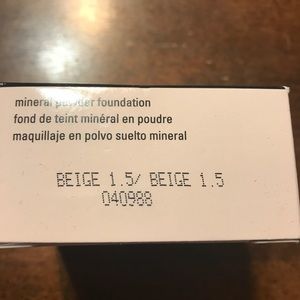 mineral powder foundation
fond de teint minéral en poudre
maquillaje en polvo suelto mineral
BEIGE 1.5/ BEIGE 1.5
040988